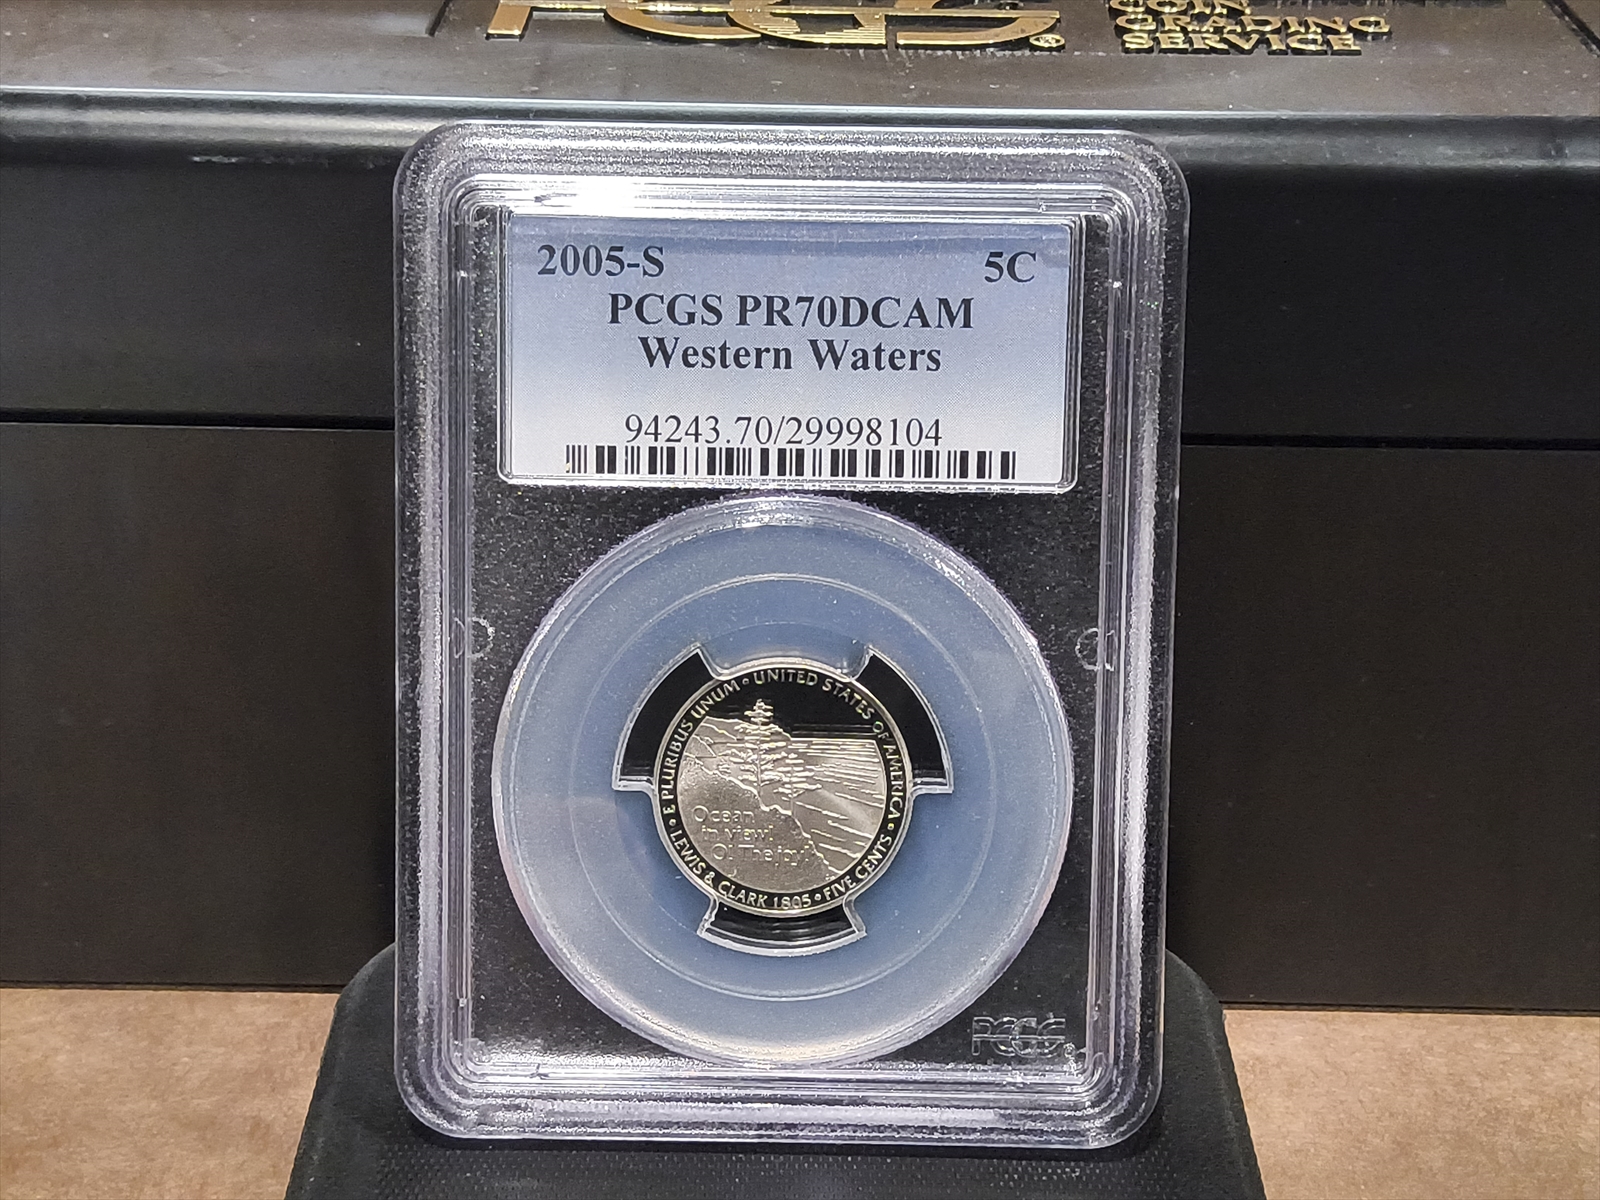 PCGS®
COIN
GRADING
SERVICE
2005-S 5C
PCGS PR70DCAM
Western Waters
94243.70/29998104
E PLURIBUS UNUM • UNITED STATES OF AMERICA •
LEWIS & CLARK 1805 • FIVE CENTS •
Ocean
in view!
O! The joy!
PCGS®